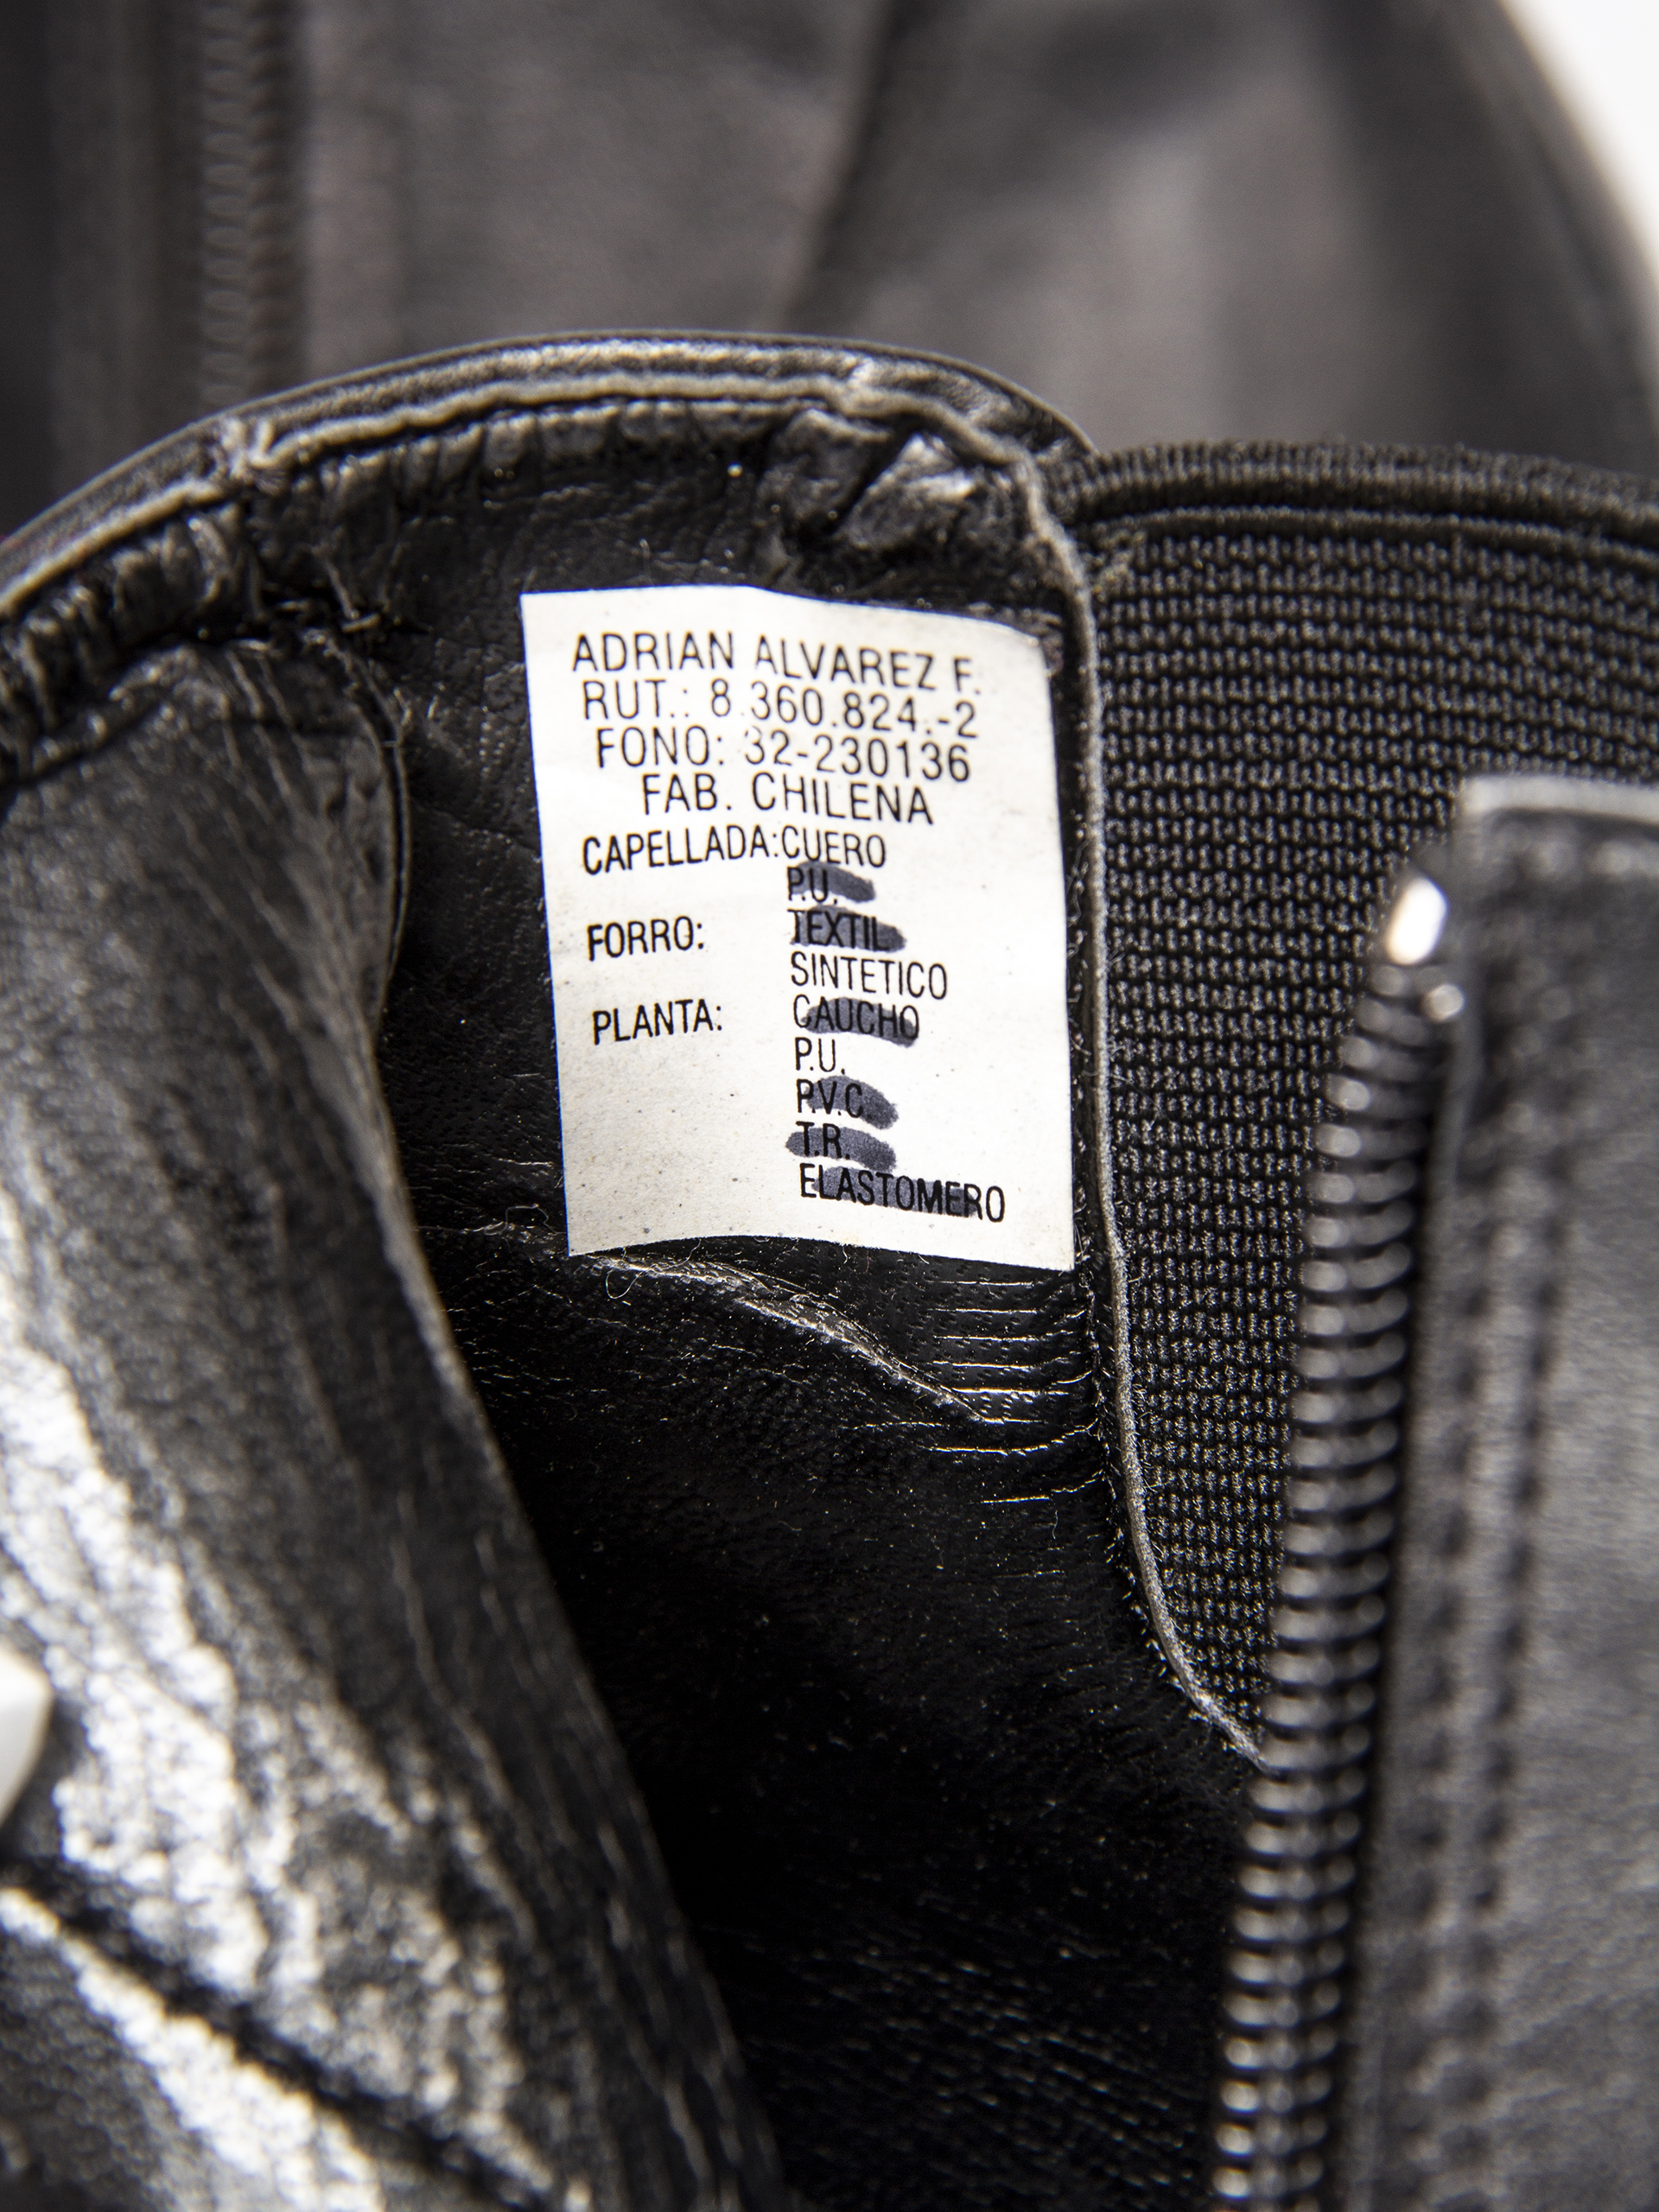 ADRIAN ALVAREZ F.
RUT.: 8.360.824.-2
FONO: 32-230136
FAB. CHILENA
CAPELLADA: CUERO
P.U.
FORRO: TEXTIL
SINTETICO
PLANTA: CAUCHO
P.U.
P.V.C.
T.R.
ELASTOMERO